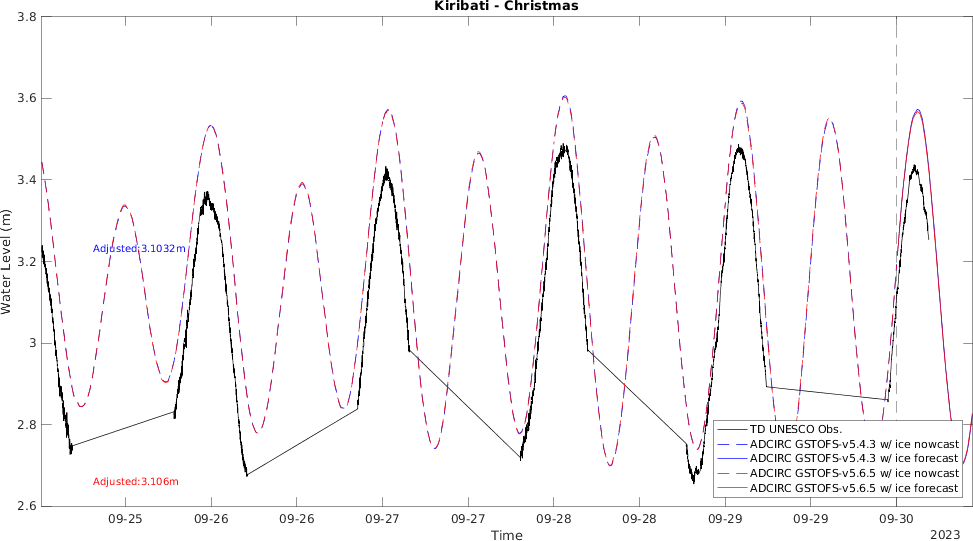 Kiribati - Christmas
3.8
3.6
3.4
3.2
3
2.8
2.6
Water Level (m)
Adjusted:3.1032m
Adjusted:3.106m
TD UNESCO Obs.
ADCIRC GSTOFS-v5.4.3 w/ ice nowcast
ADCIRC GSTOFS-v5.4.3 w/ ice forecast
ADCIRC GSTOFS-v5.6.5 w/ ice nowcast
ADCIRC GSTOFS-v5.6.5 w/ ice forecast
09-25 09-26 09-26 09-27 09-27 09-28 09-28 09-29 09-29 09-30
Time
2023